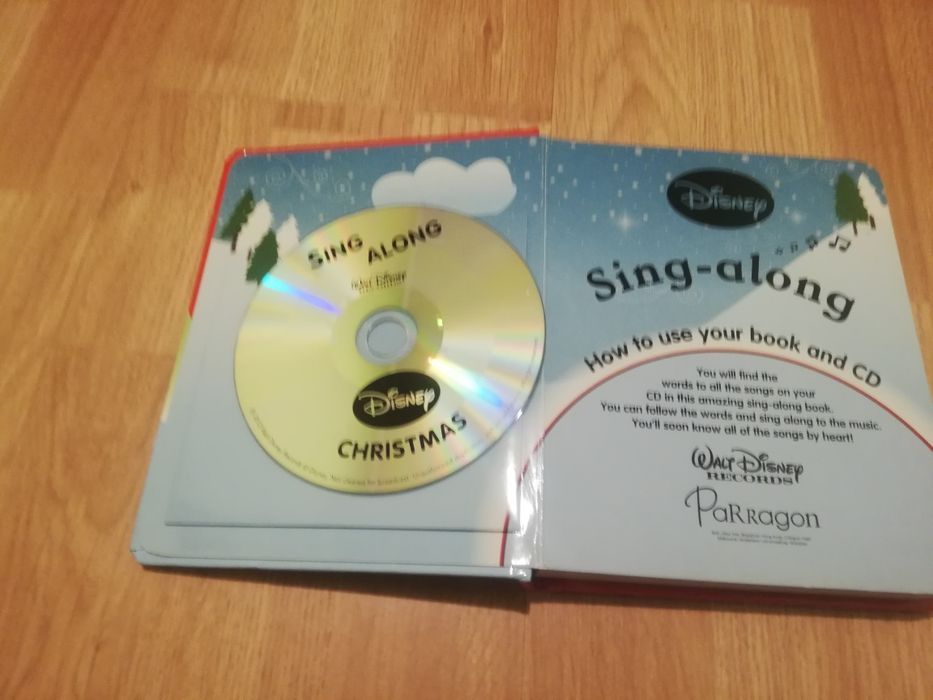 SING ALONG
WALT DISNEY
DISNEY
CHRISTMAS
DISNEY
Sing-along
How to use your book and CD
You will find the
words to all the songs on your
CD in this amazing sing-along book.
You can follow the words and sing along to the music.
You'll soon know all of the songs by heart!
WALT DISNEY
RECORDS
PaRRagon